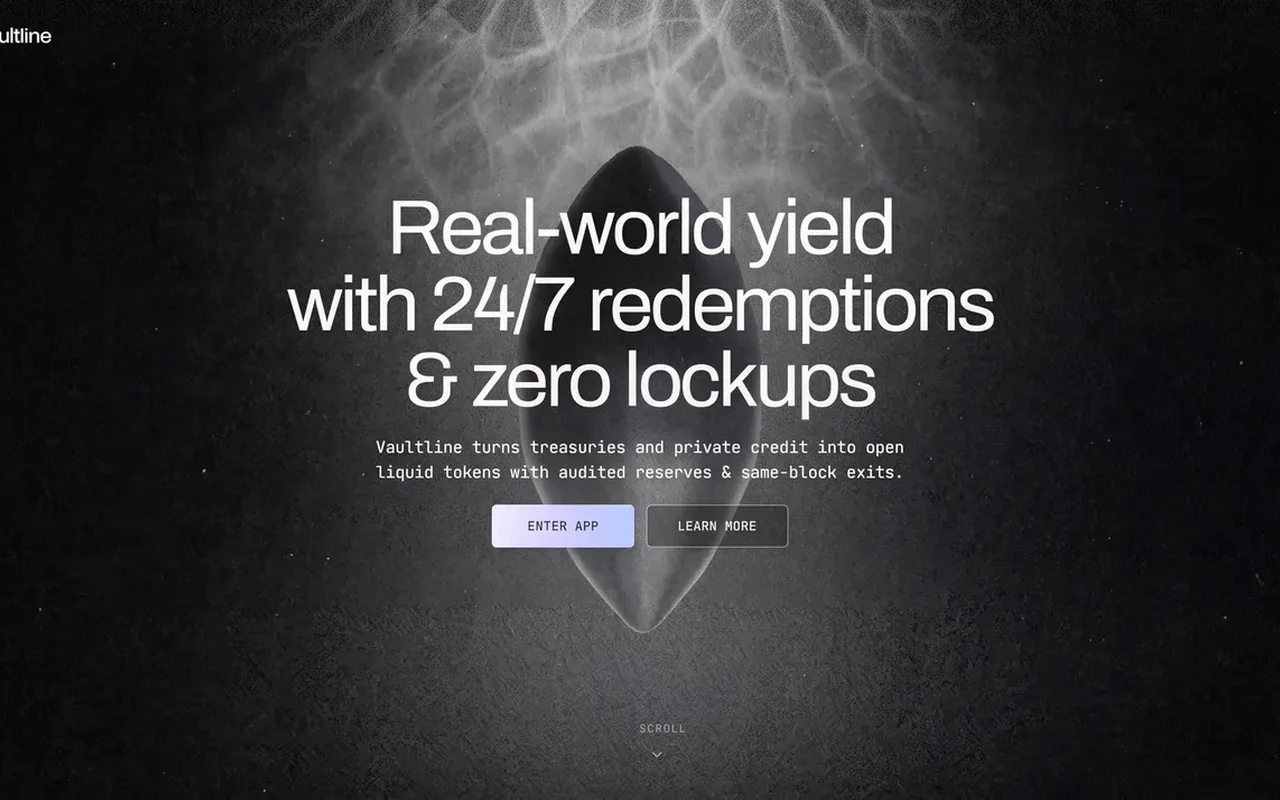 ultline
Real-world yield
with 24/7 redemptions
& zero lockups
Vaultline turns treasuries and private credit into open
liquid tokens with audited reserves & same-block exits.
ENTER APP
LEARN MORE
SCROLL